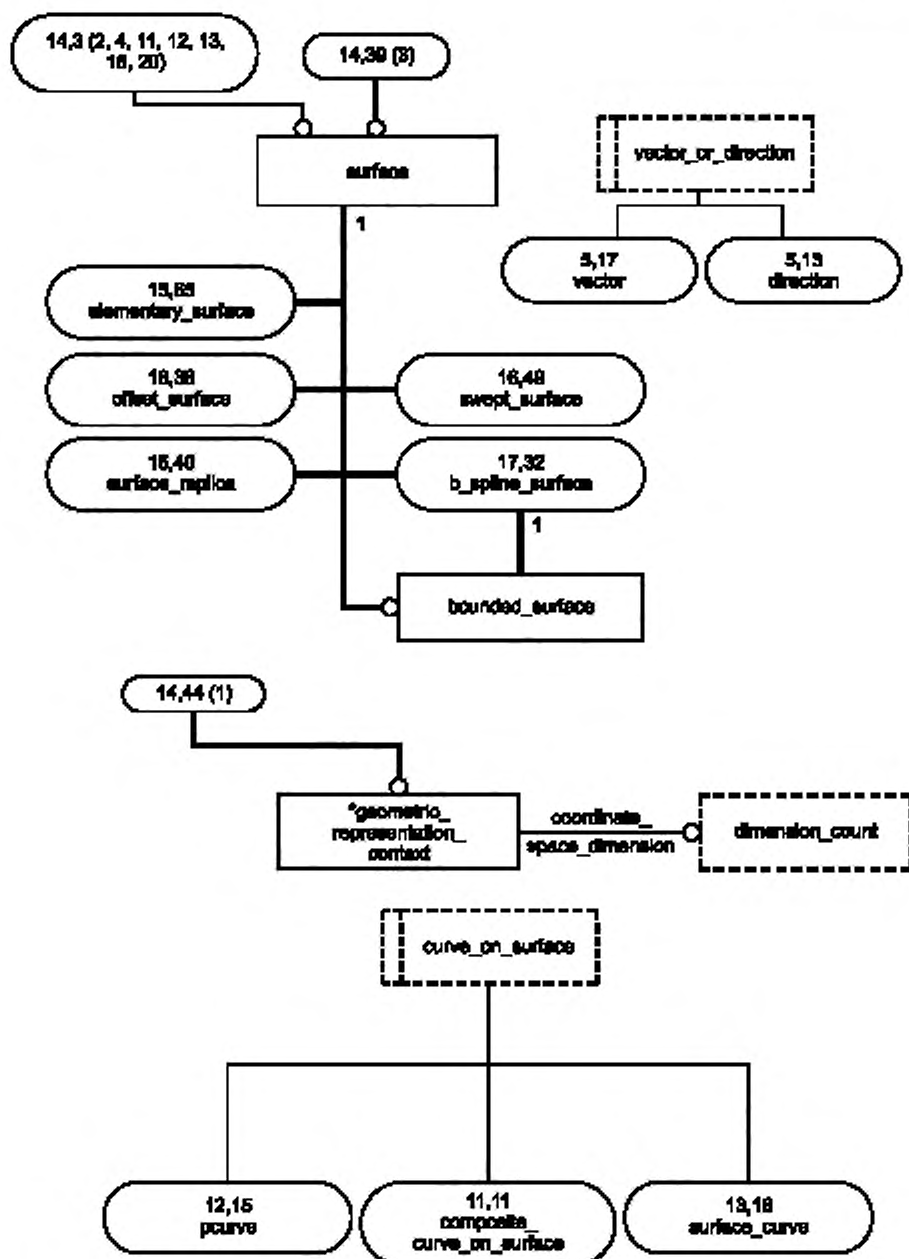 14,3 (2, 4, 11, 12, 13,
16, 20)
14,39 (3)
surface
vector_or_direction
1
5,17
vector
5,13
direction
15,65
elementary_surface
16,38
offset_surface
16,49
swept_surface
15,40
surface_replica
17,32
b_spline_surface
1
bounded_surface
14,44 (1)
*geometric_
representation_
context
coordinate_
space_dimension
dimension_count
curve_on_surface
12,15
pcurve
11,11
composite_
curve_on_surface
13,18
surface_curve